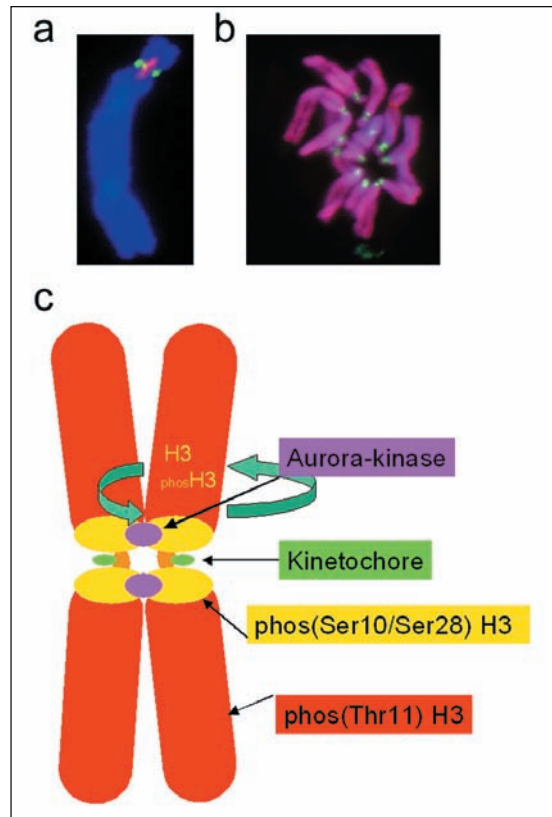 a
b
c
H3
phosH3
Aurora-kinase
Kinetochore
phos(Ser10/Ser28) H3
phos(Thr11) H3